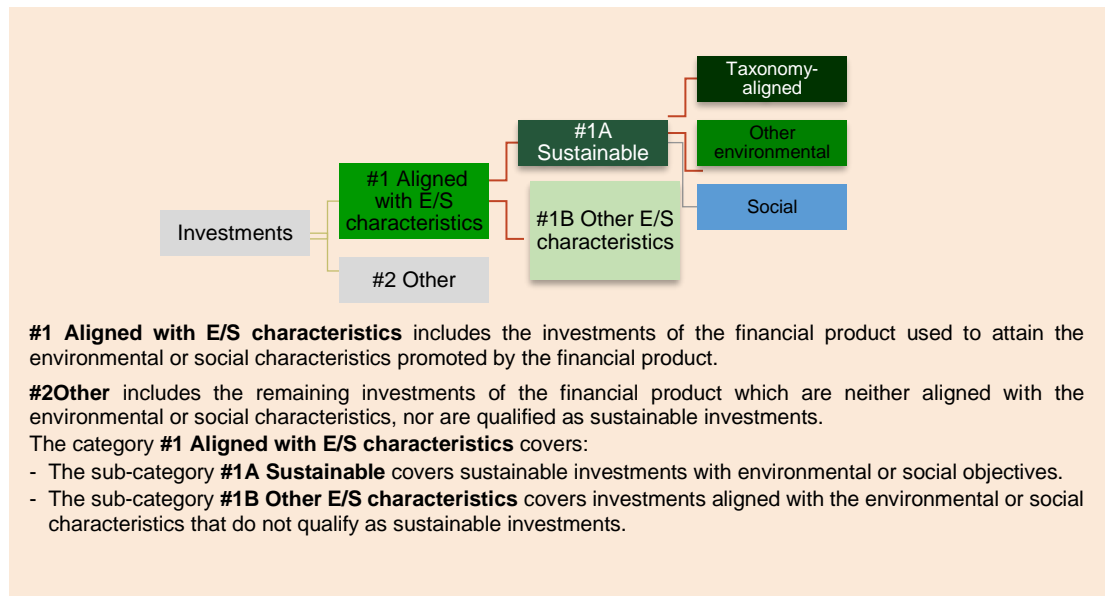 Taxonomy-
aligned
#1A
Sustainable
Other
environmental
#1 Aligned
with E/S
characteristics
Social
#1B Other E/S
characteristics
Investments
#2 Other
#1 Aligned with E/S characteristics includes the investments of the financial product used to attain the
environmental or social characteristics promoted by the financial product.
#2Other includes the remaining investments of the financial product which are neither aligned with the
environmental or social characteristics, nor are qualified as sustainable investments.
The category #1 Aligned with E/S characteristics covers:
- The sub-category #1A Sustainable covers sustainable investments with environmental or social objectives.
- The sub-category #1B Other E/S characteristics covers investments aligned with the environmental or social
characteristics that do not qualify as sustainable investments.